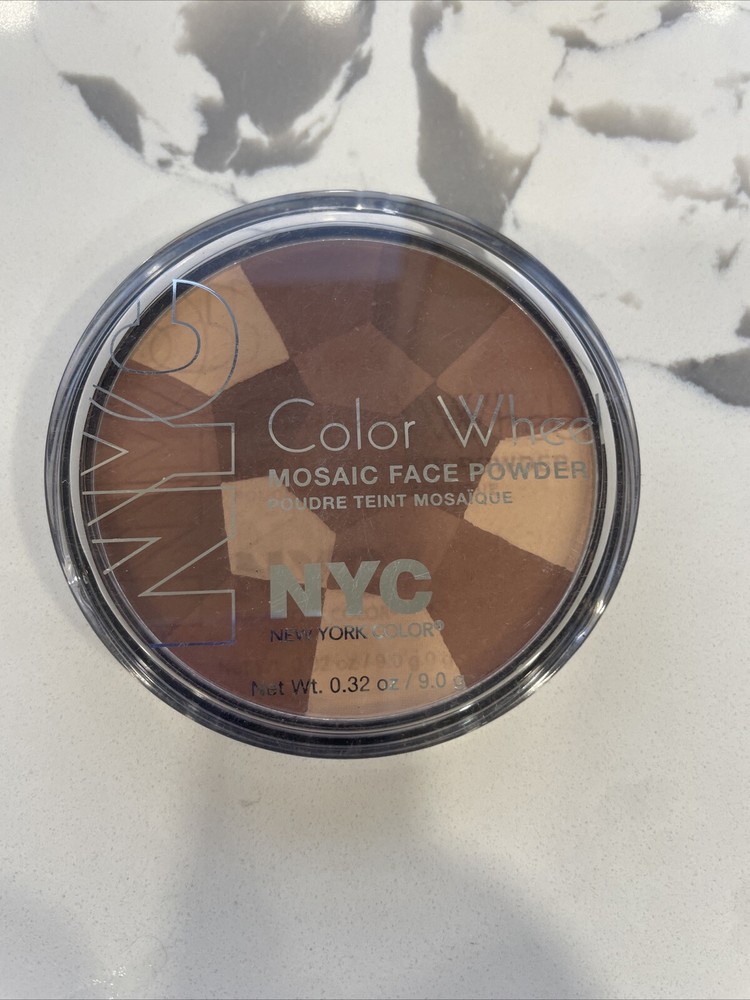 NYC
Color Wheel
MOSAIC FACE POWDER
POUDRE TEINT MOSAÏQUE
NYC
NEW YORK COLOR®
Net Wt. 0.32 oz / 9.0 g